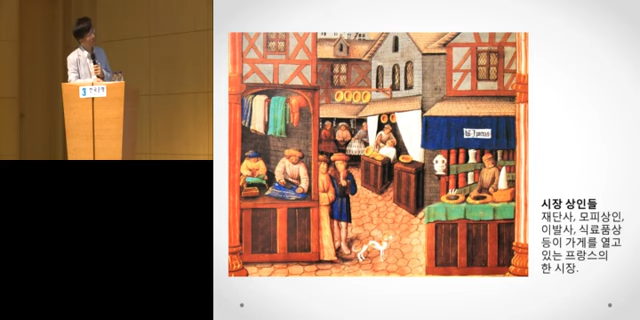 시장 상인들
재단사, 모피상인,
이발사, 식료품상
등이 가게를 열고
있는 프랑스의
한 시장.